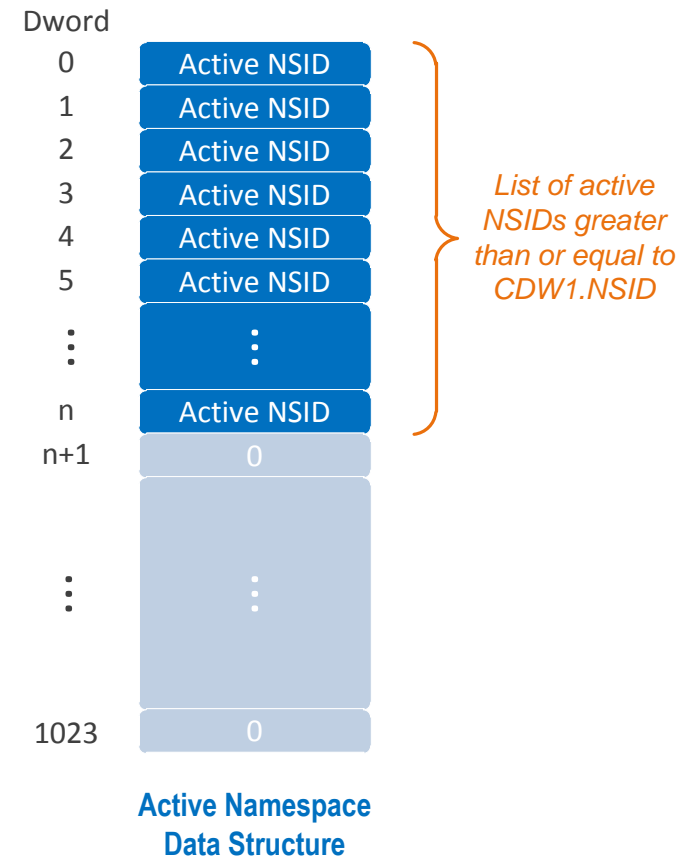 Dword
0 Active NSID
1 Active NSID
2 Active NSID
3 Active NSID
4 Active NSID
5 Active NSID
⋮ ⋮
n Active NSID
n+1 0
⋮ ⋮
1023 0
List of active
NSIDs greater
than or equal to
CDW1.NSID
Active Namespace
Data Structure